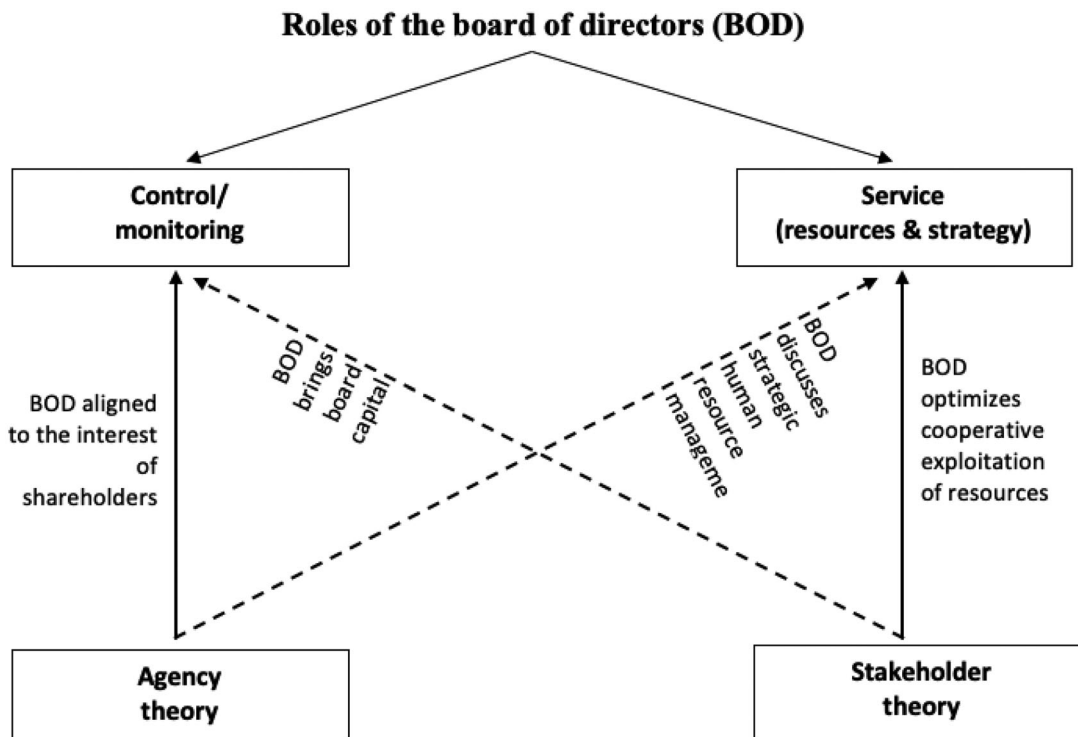 Roles of the board of directors (BOD)
Control/
monitoring
Service
(resources & strategy)
BOD aligned
to the interest
of
shareholders
BOD
brings
board
capital
BOD
discusses
strategic
human
resource
manageme
BOD
optimizes
cooperative
exploitation
of resources
Agency
theory
Stakeholder
theory